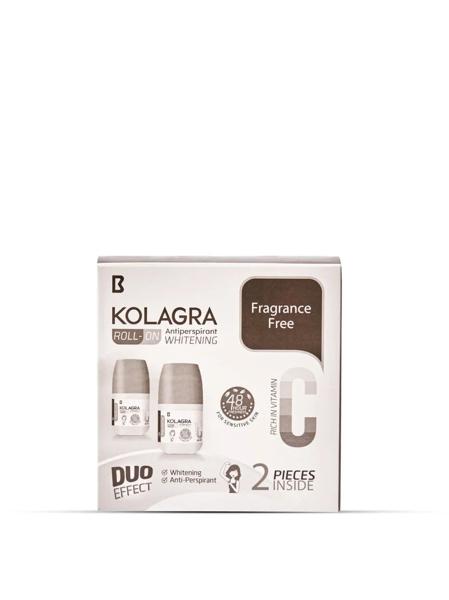 B
KOLAGRA
ROLL-ON Antiperspirant
WHITENING
Fragrance
Free
KOLAGRA
KOLAGRA
48
HOUR
FOR SENSITIVE SKIN
RICH IN VITAMIN
C
DUO
EFFECT
Whitening
Anti-Perspirant
2 PIECES
INSIDE